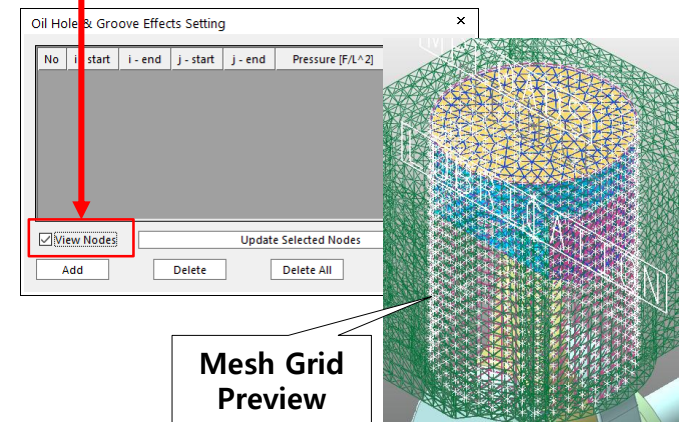 Oil Hole & Groove Effects Setting
No i - start i - end j - start j - end Pressure [F/L^2]
View Nodes
Update Selected Nodes
Add Delete Delete All
Mesh Grid
Preview